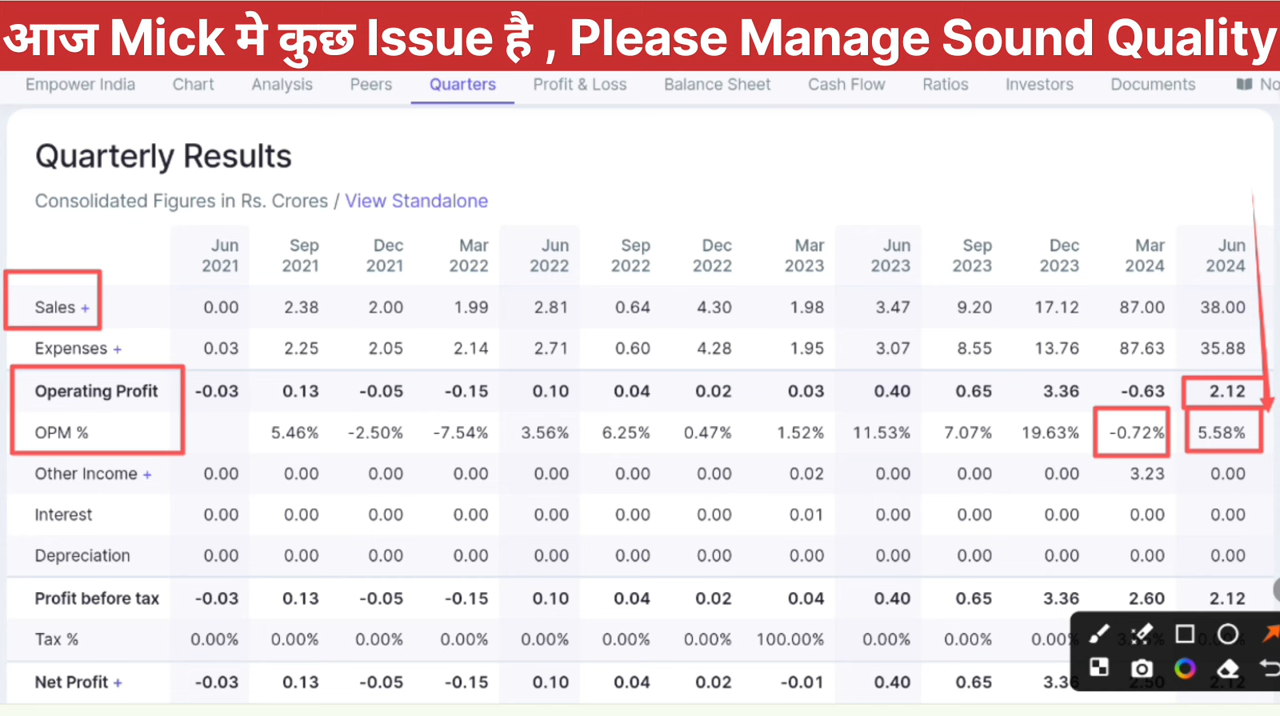 आज Mick मे कुछ Issue है , Please Manage Sound Quality
Empower India Chart Analysis Peers Quarters Profit & Loss Balance Sheet Cash Flow Ratios Investors Documents
Quarterly Results
Consolidated Figures in Rs. Crores / View Standalone
Jun 2021 Sep 2021 Dec 2021 Mar 2022 Jun 2022 Sep 2022 Dec 2022 Mar 2023 Jun 2023 Sep 2023 Dec 2023 Mar 2024 Jun 2024
Sales + 0.00 2.38 2.00 1.99 2.81 0.64 4.30 1.98 3.47 9.20 17.12 87.00 38.00
Expenses + 0.03 2.25 2.05 2.14 2.71 0.60 4.28 1.95 3.07 8.55 13.76 87.63 35.88
Operating Profit -0.03 0.13 -0.05 -0.15 0.10 0.04 0.02 0.03 0.40 0.65 3.36 -0.63 2.12
OPM % 5.46% -2.50% -7.54% 3.56% 6.25% 0.47% 1.52% 11.53% 7.07% 19.63% -0.72% 5.58%
Other Income + 0.00 0.00 0.00 0.00 0.00 0.00 0.00 0.02 0.00 0.00 0.00 3.23 0.00
Interest 0.00 0.00 0.00 0.00 0.00 0.00 0.00 0.01 0.00 0.00 0.00 0.00 0.00
Depreciation 0.00 0.00 0.00 0.00 0.00 0.00 0.00 0.00 0.00 0.00 0.00 0.00 0.00
Profit before tax -0.03 0.13 -0.05 -0.15 0.10 0.04 0.02 0.04 0.40 0.65 3.36 2.60 2.12
Tax % 0.00% 0.00% 0.00% 0.00% 0.00% 0.00% 0.00% 100.00% 0.00% 0.00% 0.00%
Net Profit + -0.03 0.13 -0.05 -0.15 0.10 0.04 0.02 -0.01 0.40 0.65 3.36 2.50 2.12